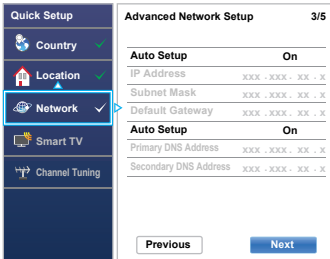 Quick Setup
Advanced Network Setup 3/5
Country
Location
Network
Smart TV
Channel Tuning
Auto Setup On
IP Address xxx .xxx . xx . x
Subnet Mask xxx .xxx . xx . x
Default Gateway xxx .xxx . xx . x
Auto Setup On
Primary DNS Address xxx .xxx . xx . x
Secondary DNS Address xxx .xxx . xx . x
Previous
Next